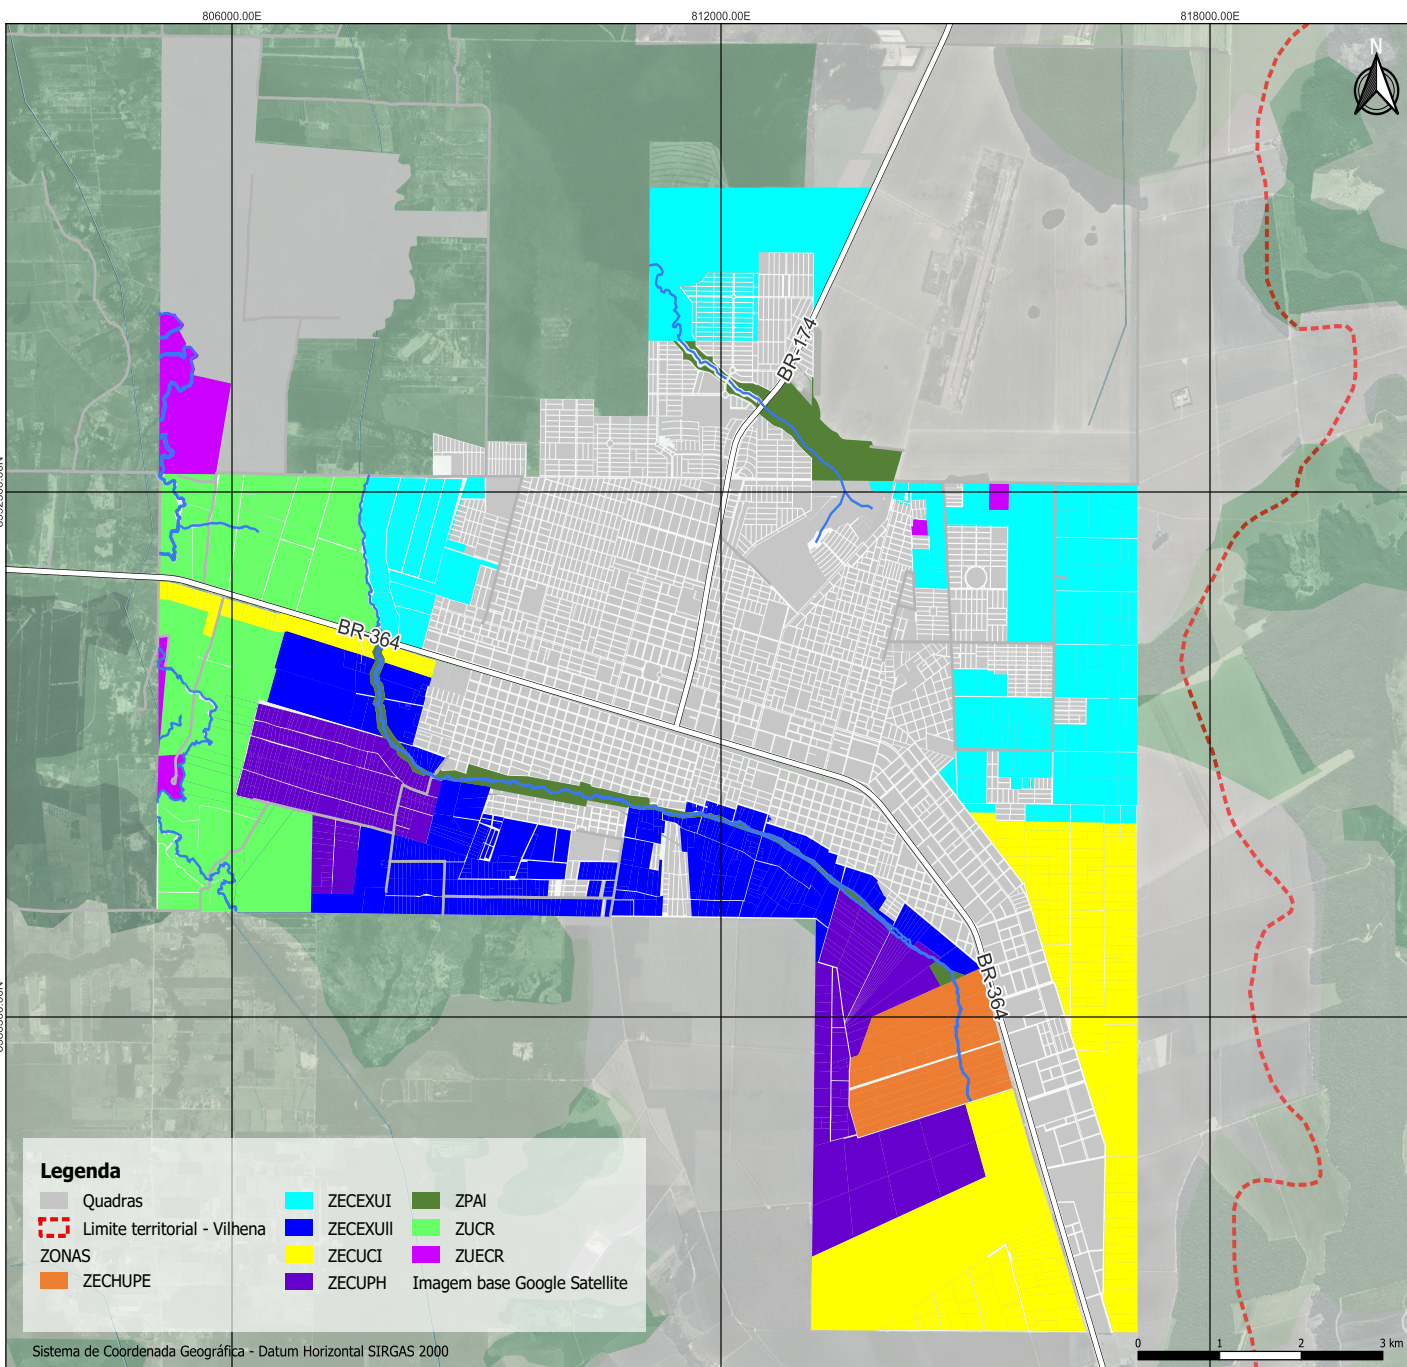 806000.00E
812000.00E
818000.00E
N
BR-174
BR-364
BR-364
Legenda
Quadras
Limite territorial - Vilhena
ZONAS
ZECHUPE
ZECEXUI
ZECEXUII
ZECUCI
ZECUPH
ZPAI
ZUCR
ZUECR
Imagem base Google Satellite
Sistema de Coordenada Geográfica - Datum Horizontal SIRGAS 2000
0 1 2 3 km